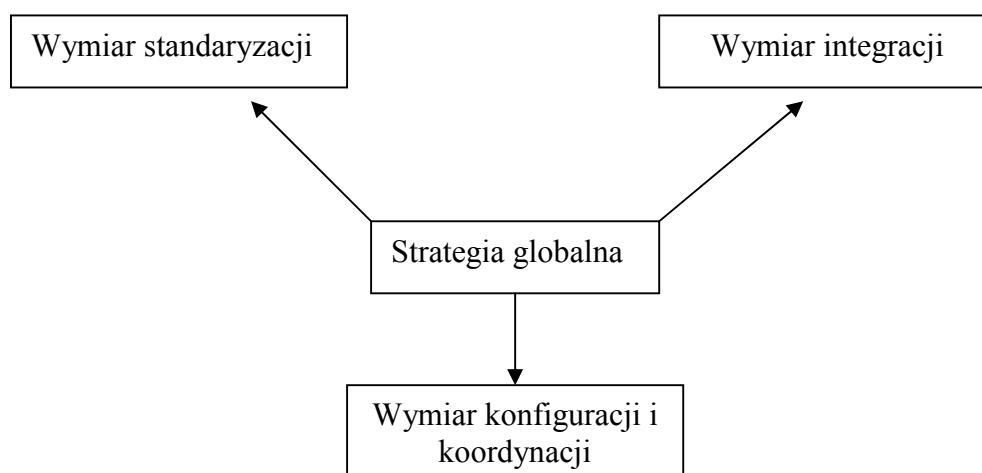 Wymiar standaryzacji
Wymiar integracji
Strategia globalna
Wymiar konfiguracji i
koordynacji